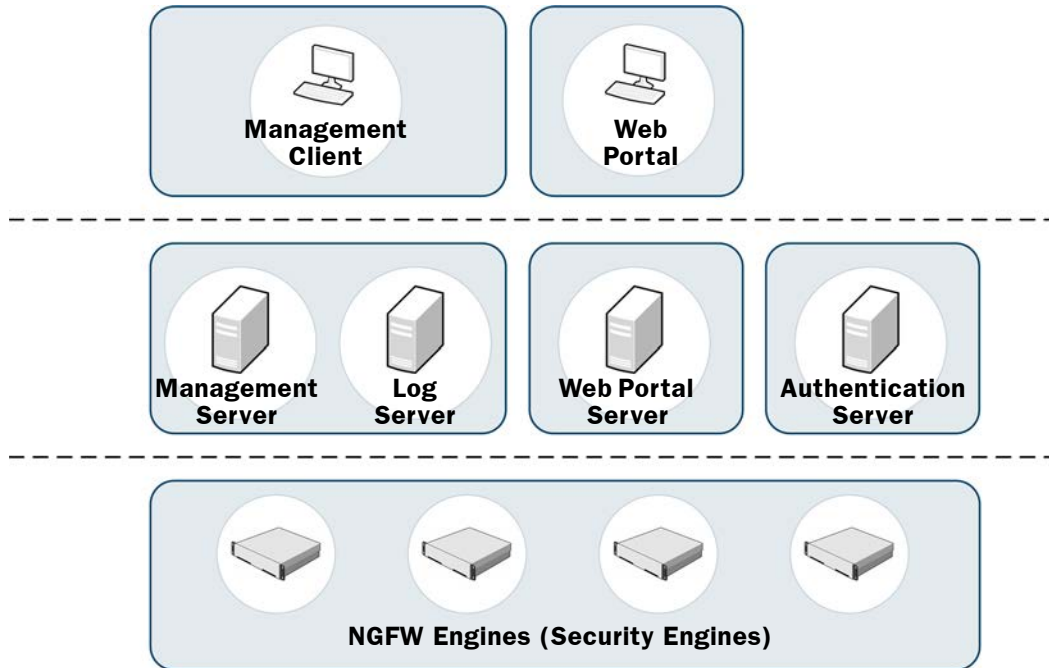 Management
Client
Web
Portal
Management
Server
Log
Server
Web Portal
Server
Authentication
Server
NGFW Engines (Security Engines)